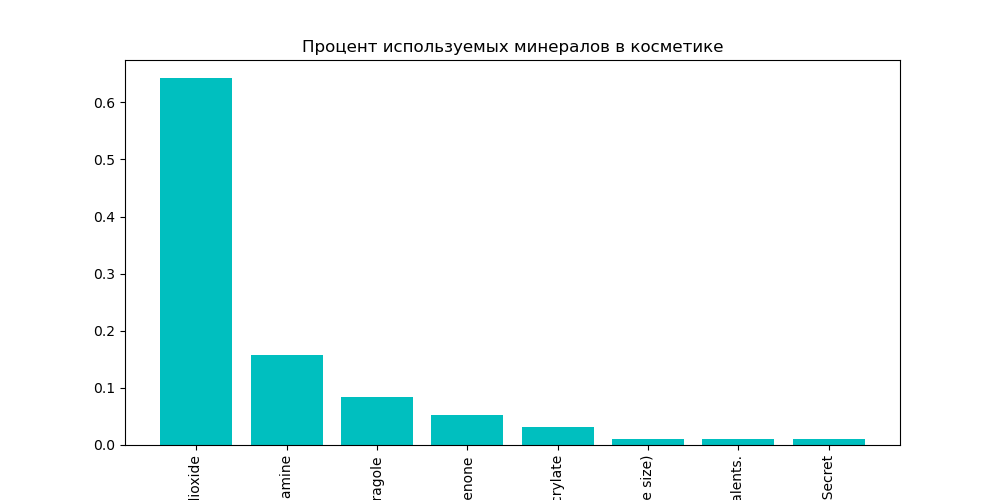 Процент используемых минералов в косметике
0.6
0.5
0.4
0.3
0.2
0.1
0.0
dioxide
amine
ragole
enone
crylate
e size)
alents.
Secret